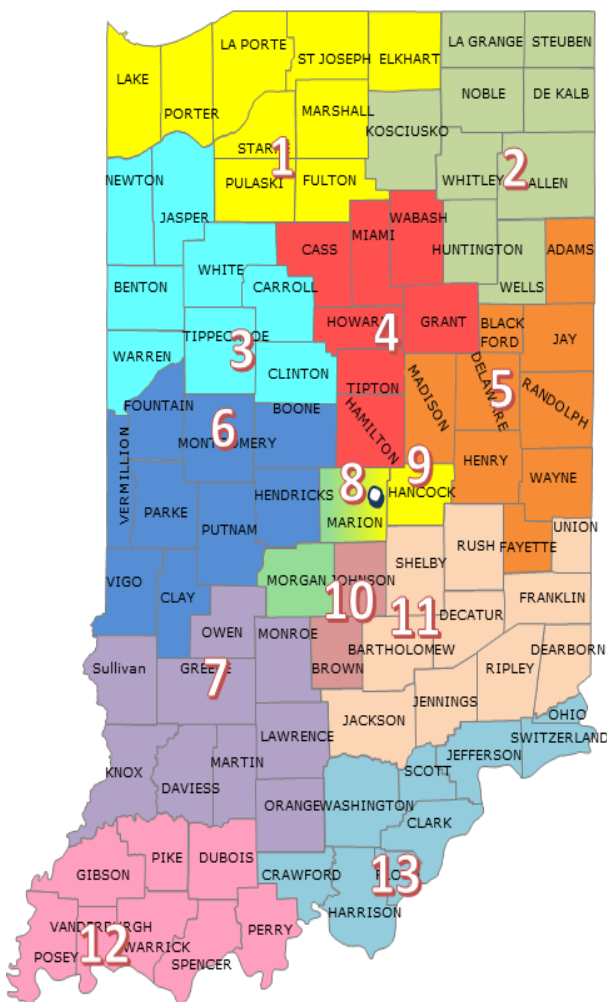 LA PORTE
ST JOSEPH
ELKHART
LA GRANGE
STEUBEN
LAKE
PORTER
NOBLE
DE KALB
MARSHALL
KOSCIUSKO
1
2
NEWTON
PULASKI
FULTON
WHITLEY
ALLEN
JASPER
WABASH
MIAMI
CASS
HUNTINGTON
ADAMS
WHITE
BENTON
CARROLL
WELLS
HOWARD
4
GRANT
BLACK
FORD
JAY
3
WARREN
CLINTON
TIPTON
MADISON
DELAWARE
5
RANDOLPH
FOUNTAIN
BOONE
HAMILTON
6
MONTGOMERY
VERMILLION
HENRY
WAYNE
8
9
HENDRICKS
HANCOCK
PARKE
PUTNAM
MARION
UNION
RUSH
FAYETTE
SHELBY
VIGO
CLAY
MORGAN
JOHNSON
10
FRANKLIN
DECATUR
11
OWEN
MONROE
BARTHOLOMEW
DEARBORN
Sullivan
GREENE
7
BROWN
RIPLEY
JENNINGS
JACKSON
OHIO
LAWRENCE
SWITZERLAND
JEFFERSON
KNOX
MARTIN
SCOTT
DAVIESS
ORANGE
WASHINGTON
CLARK
PIKE
DUBOIS
GIBSON
CRAWFORD
13
HARRISON
VANDERBURGH
PERRY
12
WARRICK
POSEY
SPENCER